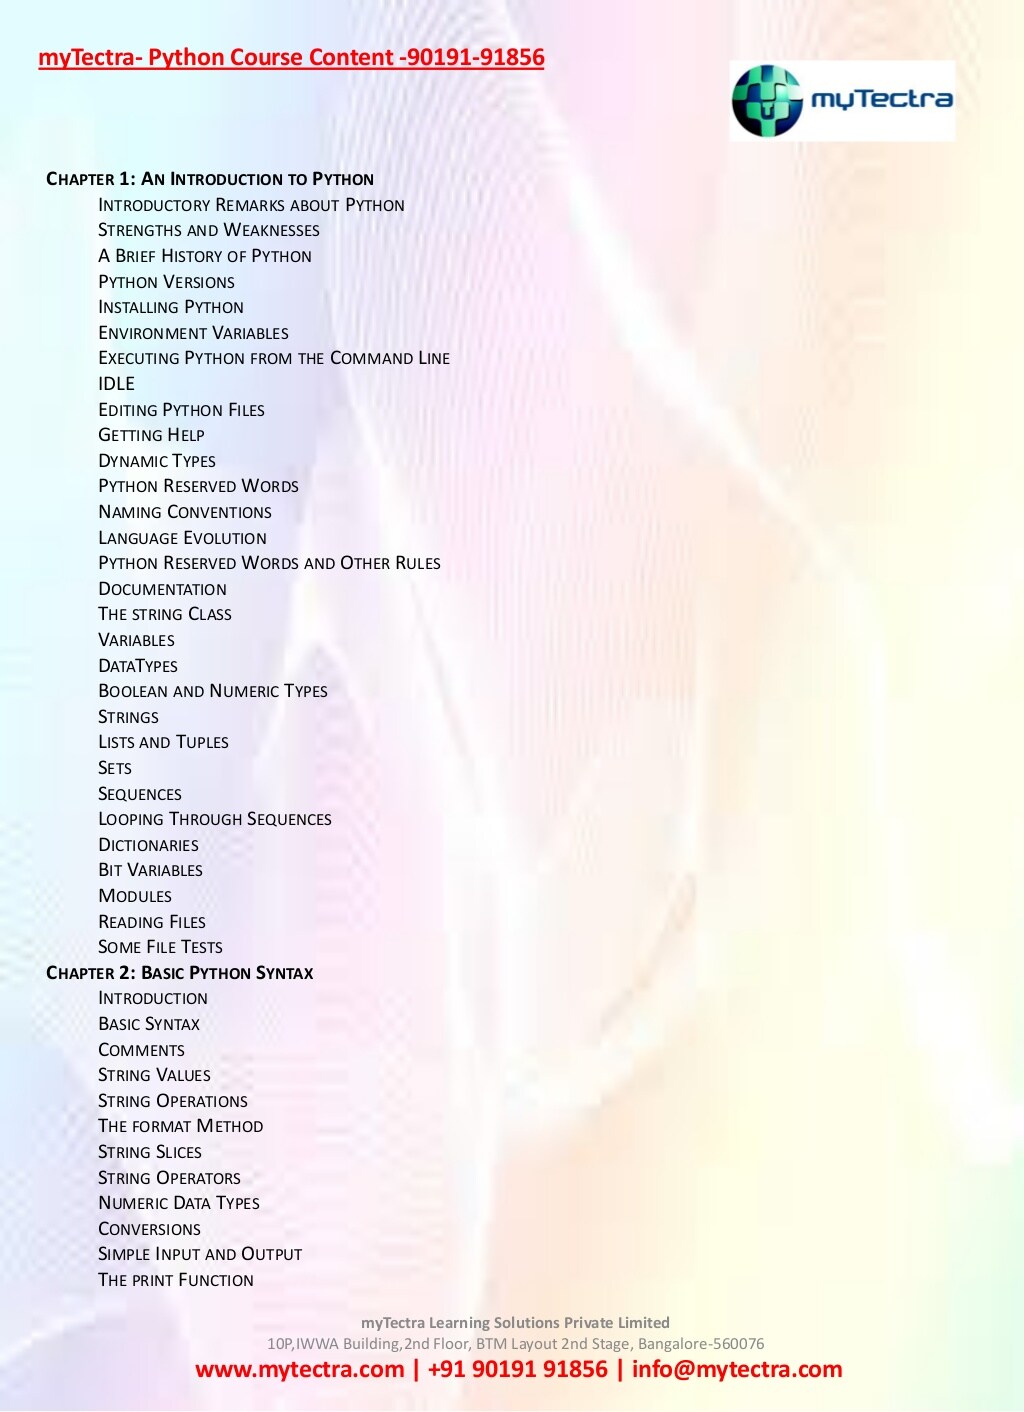 myTectra- Python Course Content -90191-91856
myTectra
CHAPTER 1: AN INTRODUCTION TO PYTHON
INTRODUCTORY REMARKS ABOUT PYTHON
STRENGTHS AND WEAKNESSES
A BRIEF HISTORY OF PYTHON
PYTHON VERSIONS
INSTALLING PYTHON
ENVIRONMENT VARIABLES
EXECUTING PYTHON FROM THE COMMAND LINE
IDLE
EDITING PYTHON FILES
GETTING HELP
DYNAMIC TYPES
PYTHON RESERVED WORDS
NAMING CONVENTIONS
LANGUAGE EVOLUTION
PYTHON RESERVED WORDS AND OTHER RULES
DOCUMENTATION
THE STRING CLASS
VARIABLES
DATATYPES
BOOLEAN AND NUMERIC TYPES
STRINGS
LISTS AND TUPLES
SETS
SEQUENCES
LOOPING THROUGH SEQUENCES
DICTIONARIES
BIT VARIABLES
MODULES
READING FILES
SOME FILE TESTS
CHAPTER 2: BASIC PYTHON SYNTAX
INTRODUCTION
BASIC SYNTAX
COMMENTS
STRING VALUES
STRING OPERATIONS
THE FORMAT METHOD
STRING SLICES
STRING OPERATORS
NUMERIC DATA TYPES
CONVERSIONS
SIMPLE INPUT AND OUTPUT
THE PRINT FUNCTION
myTectra Learning Solutions Private Limited
10P,IWWA Building,2nd Floor, BTM Layout 2nd Stage, Bangalore-560076
www.mytectra.com | +91 90191 91856 | info@mytectra.com